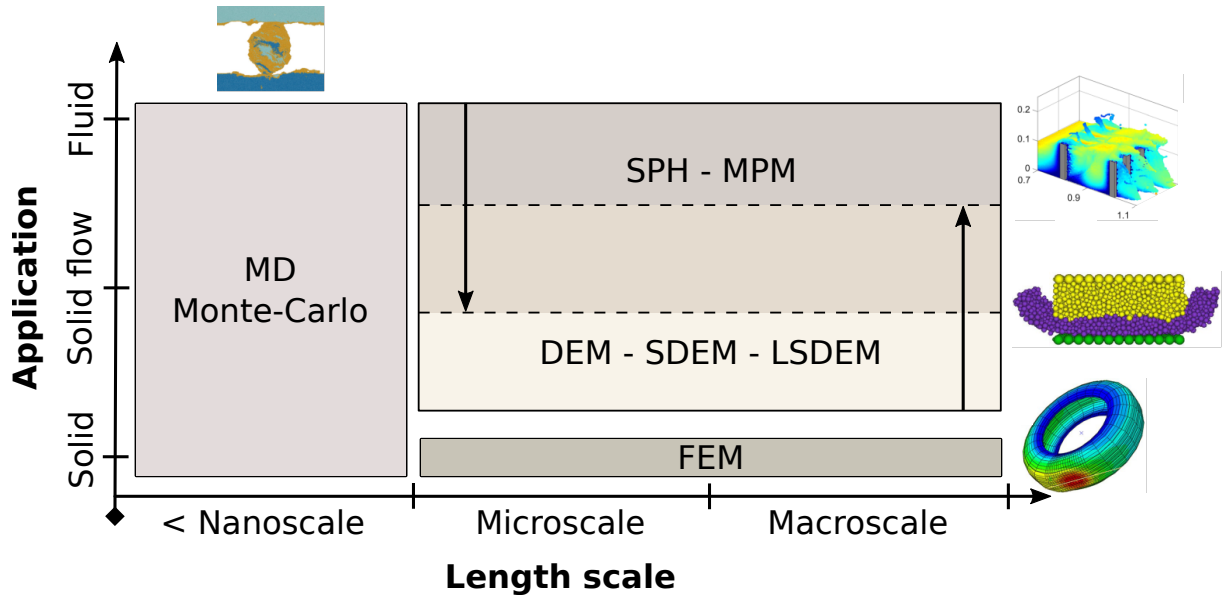 Application
Fluid
Solid flow
Solid
MD
Monte-Carlo
SPH - MPM
DEM - SDEM - LSDEM
FEM
0.2
0.1
0
0.7
0.9
1.1
< Nanoscale
Microscale
Macroscale
Length scale